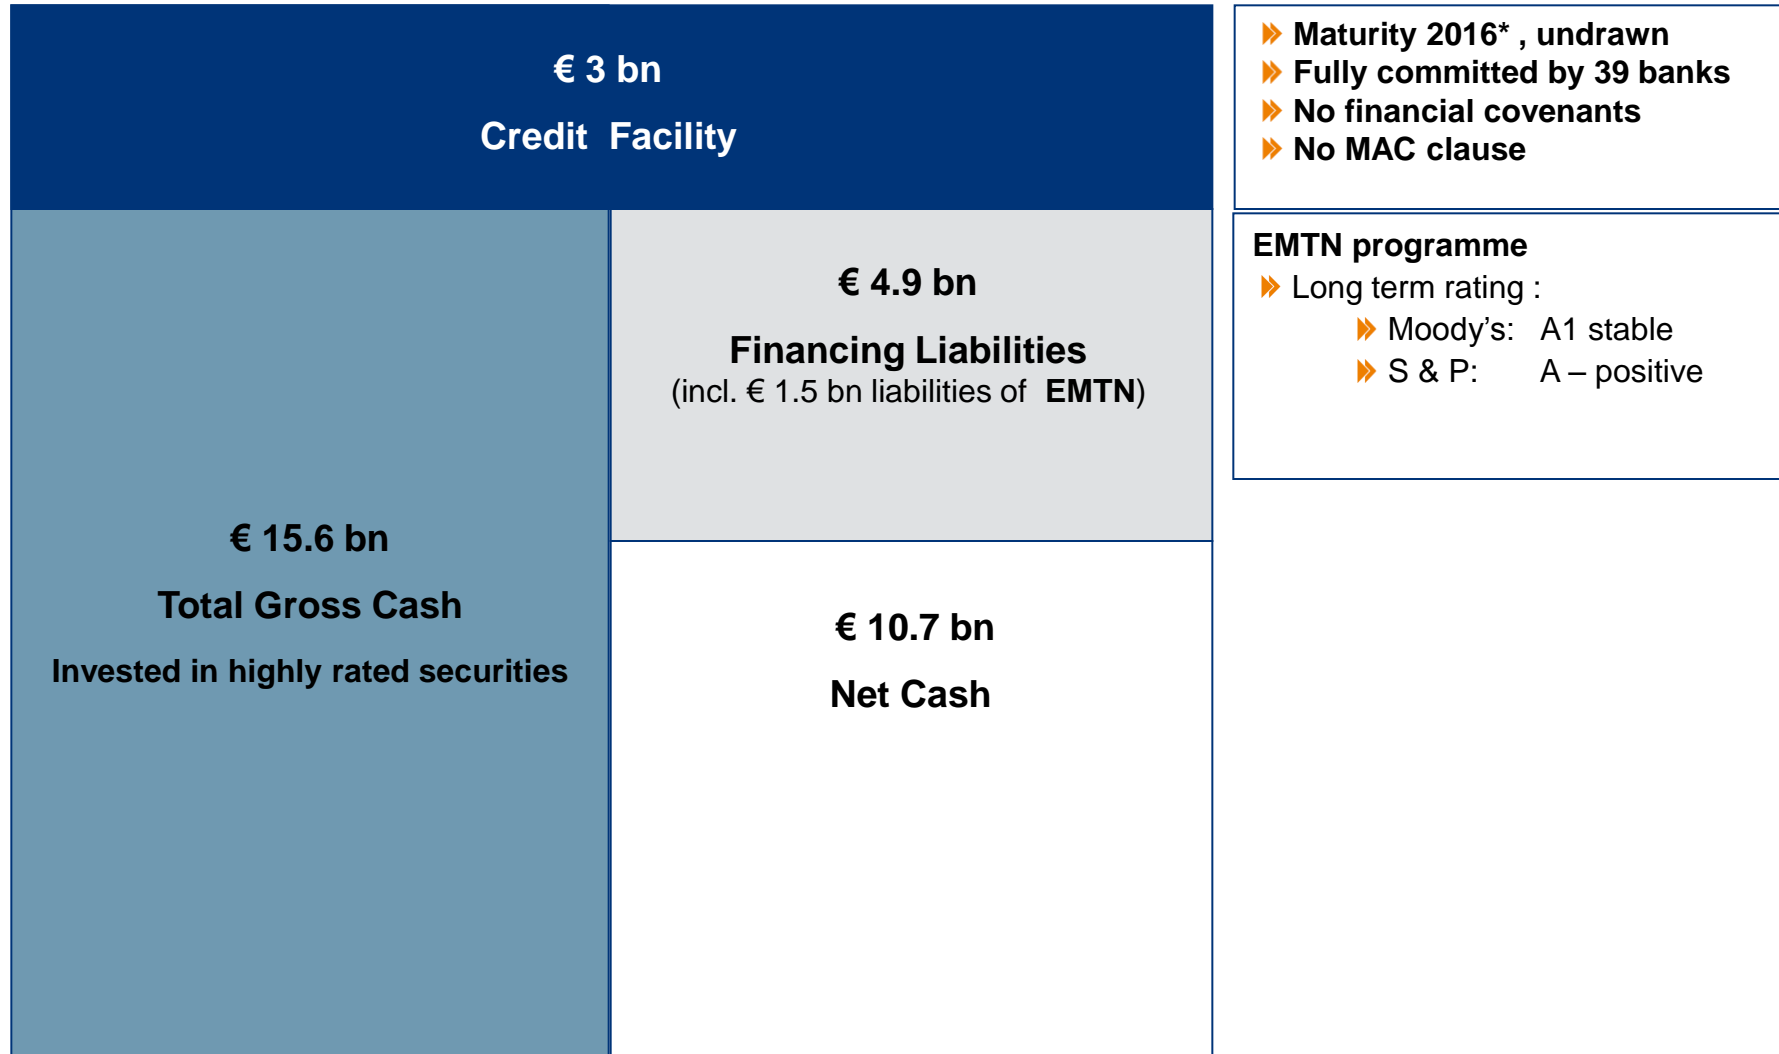 € 3 bn
Credit Facility
€ 15.6 bn
Total Gross Cash
Invested in highly rated securities
€ 4.9 bn
Financing Liabilities
(incl. € 1.5 bn liabilities of EMTN)
€ 10.7 bn
Net Cash
Maturity 2016* , undrawn
Fully committed by 39 banks
No financial covenants
No MAC clause
EMTN programme
Long term rating :
Moody’s: A1 stable
S & P: A – positive